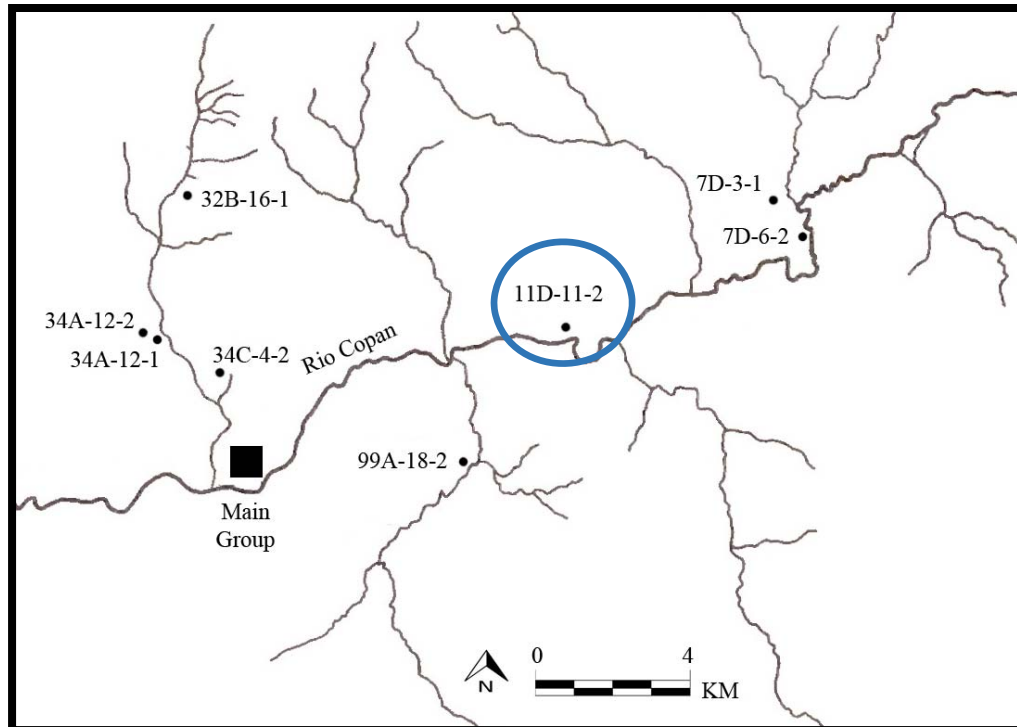 7D-3-1
32B-16-1
7D-6-2
11D-11-2
34A-12-2
34A-12-1
34C-4-2
Rio Copan
99A-18-2
Main
Group
0 4
N
KM